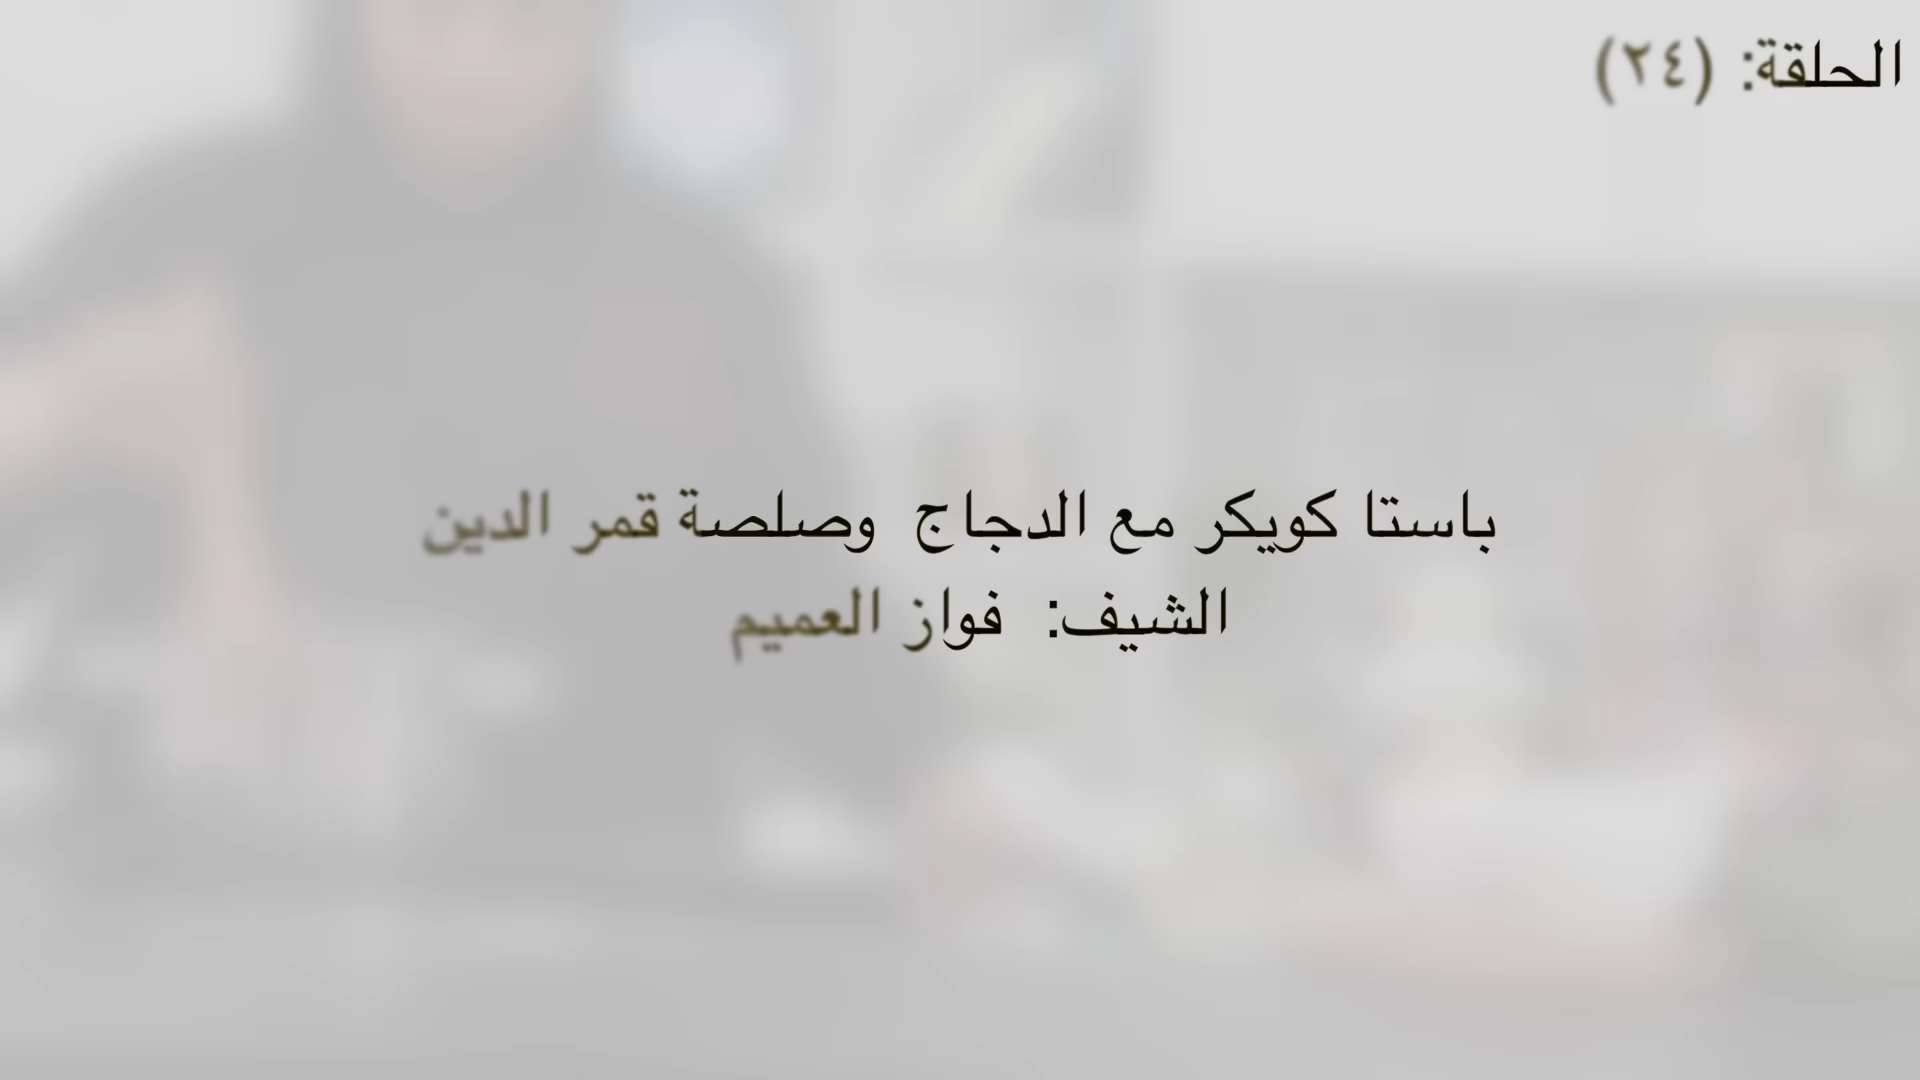 الحلقة: (٢٤)
باستا كويكر مع الدجاج وصلصة قمر الدين
الشيف: فواز العميم